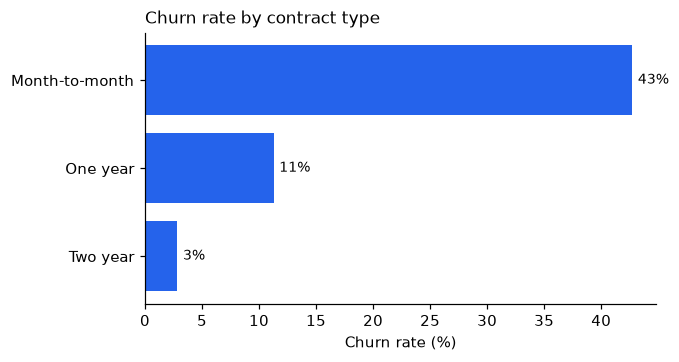 Churn rate by contract type
Month-to-month 43%
One year 11%
Two year 3%
0 5 10 15 20 25 30 35 40
Churn rate (%)